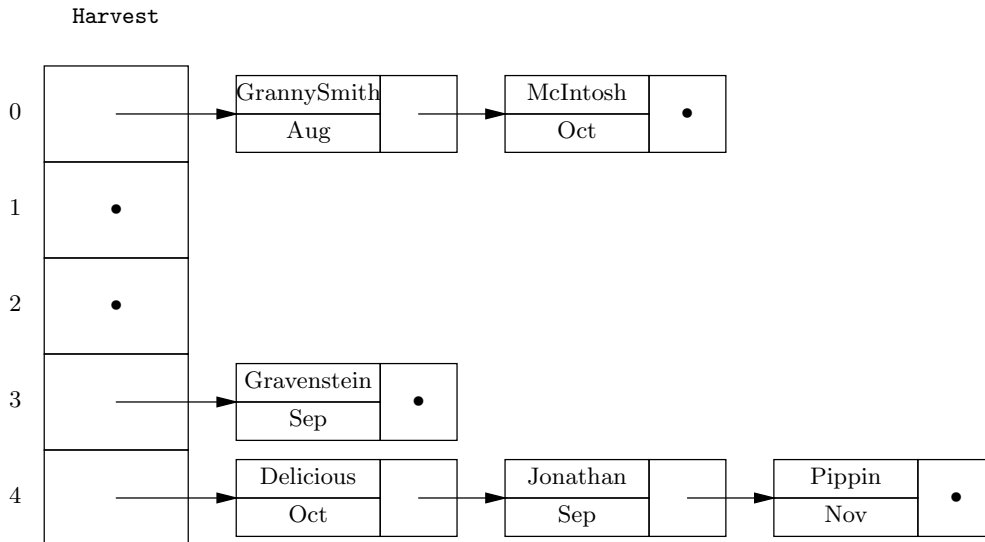 Harvest
0
GrannySmith
Aug
McIntosh
Oct
1
2
3
Gravenstein
Sep
4
Delicious
Oct
Jonathan
Sep
Pippin
Nov